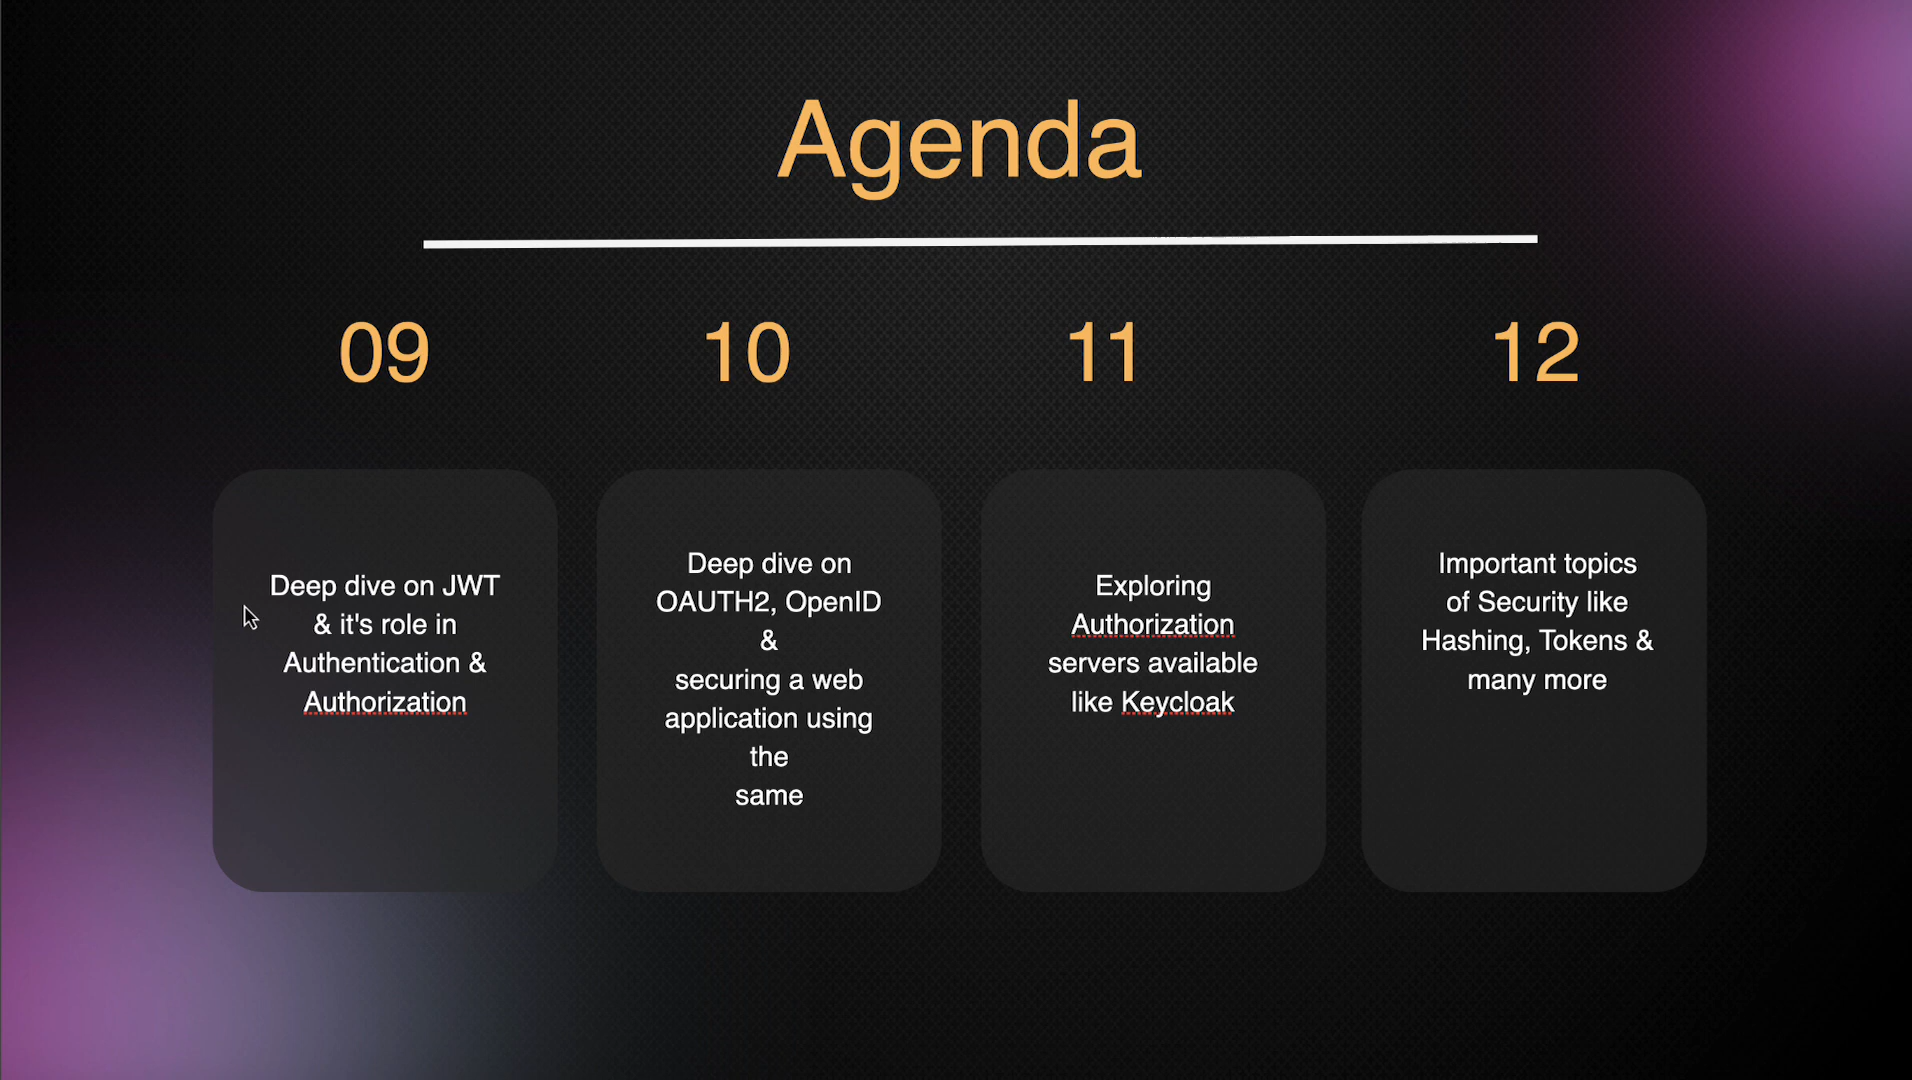 Agenda
09
10
11
12
Deep dive on JWT
& it's role in
Authentication &
Authorization
Deep dive on
OAUTH2, OpenID
&
securing a web
application using
the
same
Exploring
Authorization
servers available
like Keycloak
Important topics
of Security like
Hashing, Tokens &
many more